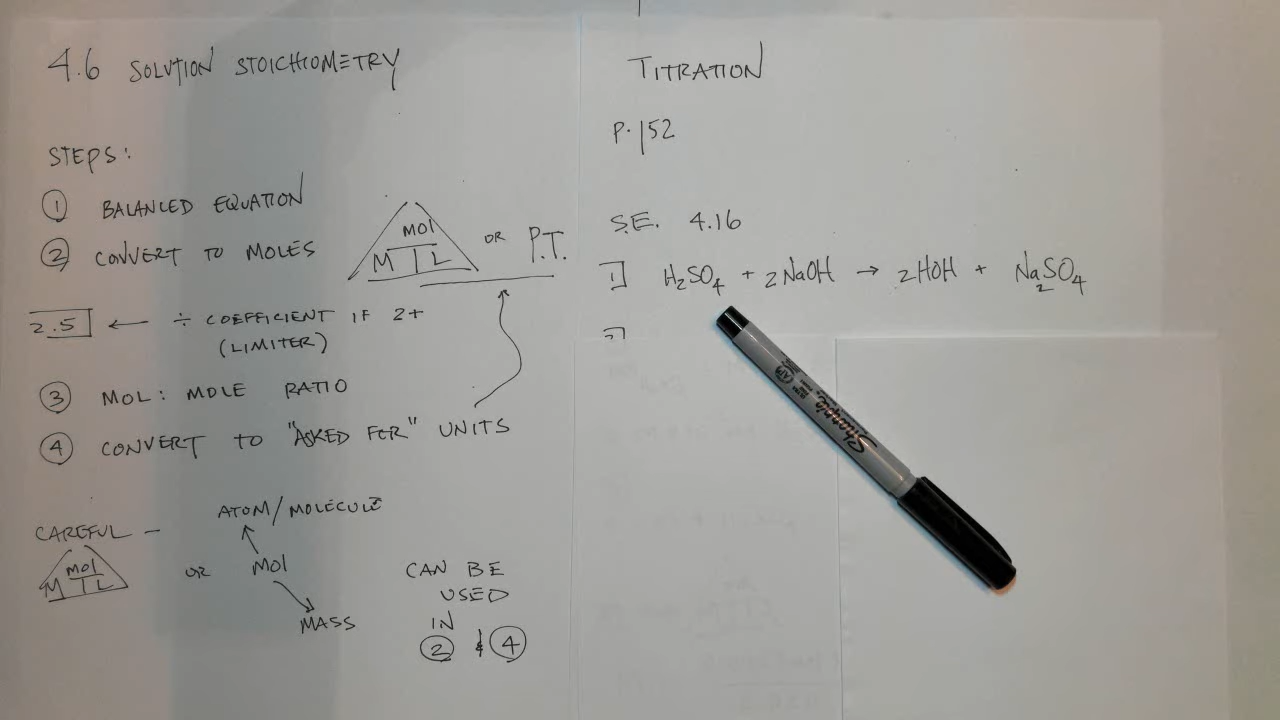 4.6 SOLUTION STOICHIOMETRY
STEPS:
① BALANCED EQUATION
② CONVERT TO MOLES
mol
M L
OR P.T.
2.5 ← ÷ COEFFICIENT IF 2+
(LIMITER)
③ MOL: MOLE RATIO
④ CONVERT TO "ASKED FOR" UNITS
CAREFUL -
mol
M L
OR
ATOM/MOLECULE
Mol
MASS
CAN BE
USED
IN
② & ④
TITRATION
P. 152
S.E. 4.16
1] H₂SO₄ + 2NaOH → 2HOH + Na₂SO₄
Sharpie